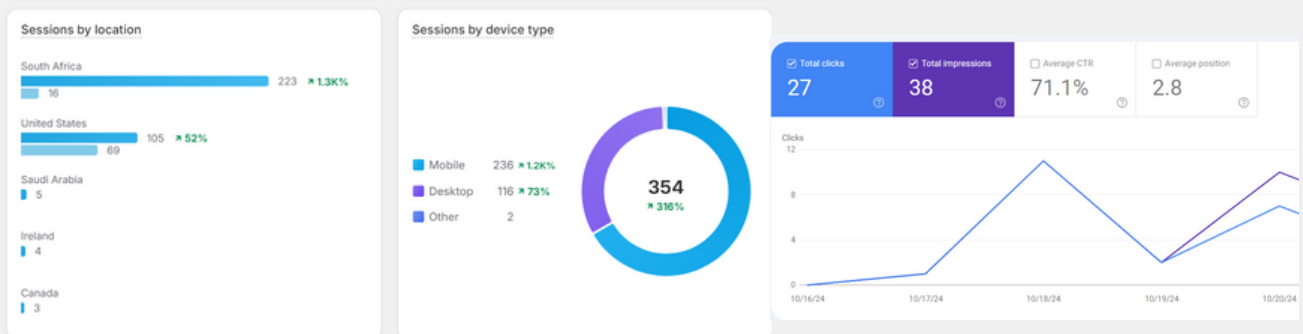 Sessions by location
South Africa
223 ↗ 1.3K%
16
United States
105 ↗ 52%
69
Saudi Arabia
5
Ireland
4
Canada
3
Sessions by device type
Mobile 236 ↗ 1.2K%
Desktop 116 ↗ 73%
Other 2
354
↗ 316%
Total clicks
27
Total impressions
38
Average CTR
71.1%
Average position
2.8
Clicks
12
8
4
0
10/16/24 10/17/24 10/18/24 10/19/24 10/20/24